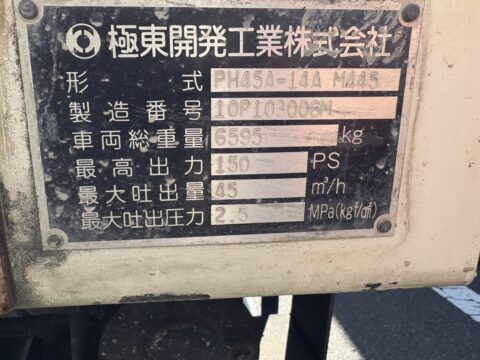 極東開発工業株式会社
形式 PH45A-14A M445
製造番号 10P103006M
車両総重量 6595 kg
最高出力 150 PS
最大吐出量 45 m³/h
最大吐出圧力 2.5 MPa(kgf/cm²)